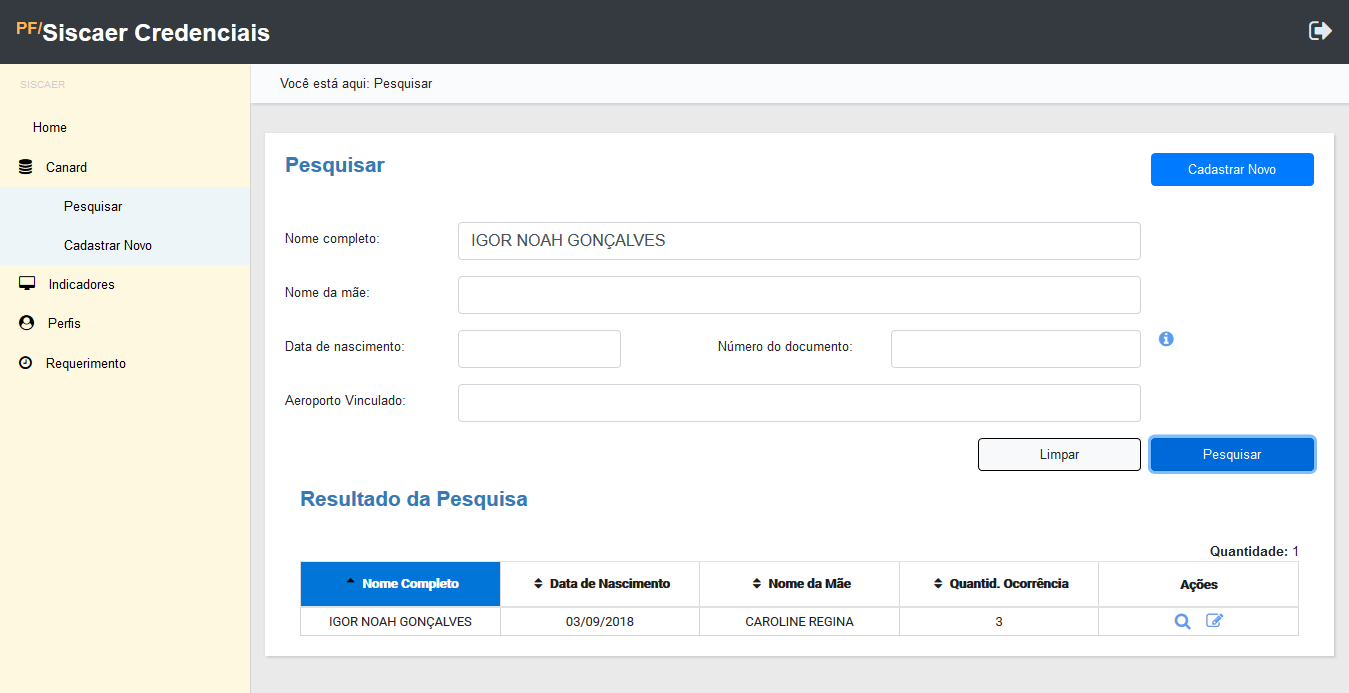 PF/Siscaer Credenciais
SISCAER
Você está aqui: Pesquisar
Home
Canard
Pesquisar
Cadastrar Novo
Indicadores
Perfis
Requerimento
Pesquisar
Cadastrar Novo
Nome completo: IGOR NOAH GONÇALVES
Nome da mãe:
Data de nascimento: Número do documento:
Aeroporto Vinculado:
Limpar Pesquisar
Resultado da Pesquisa
Quantidade: 1
Nome Completo Data de Nascimento Nome da Mãe Quantid. Ocorrência Ações
IGOR NOAH GONÇALVES 03/09/2018 CAROLINE REGINA 3